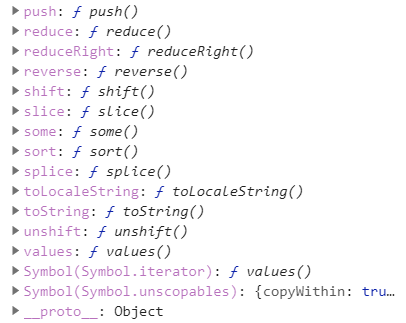 push: ƒ push()
reduce: ƒ reduce()
reduceRight: ƒ reduceRight()
reverse: ƒ reverse()
shift: ƒ shift()
slice: ƒ slice()
some: ƒ some()
sort: ƒ sort()
splice: ƒ splice()
toLocaleString: ƒ toLocaleString()
toString: ƒ toString()
unshift: ƒ unshift()
values: ƒ values()
Symbol(Symbol.iterator): ƒ values()
Symbol(Symbol.unscopables): {copyWithin: tru…
__proto__: Object